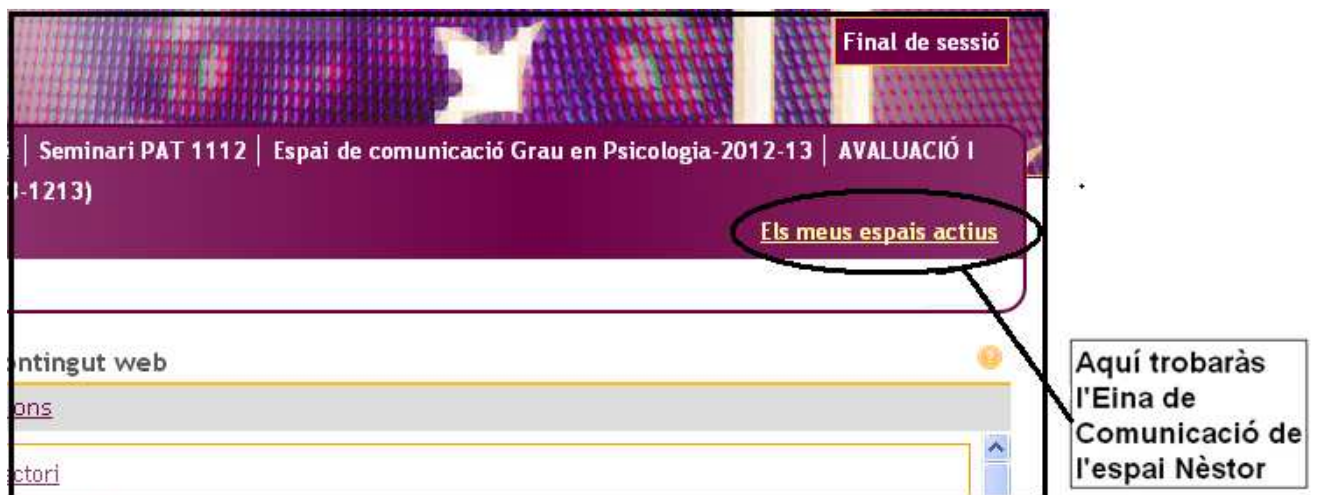 Final de sessió
Seminari PAT 1112 | Espai de comunicació Grau en Psicologia-2012-13 | AVALUACIÓ I
-1213)
Els meus espais actius
ontingut web
ons
ctori
Aquí trobaràs
l'Eina de
Comunicació de
l'espai Nèstor